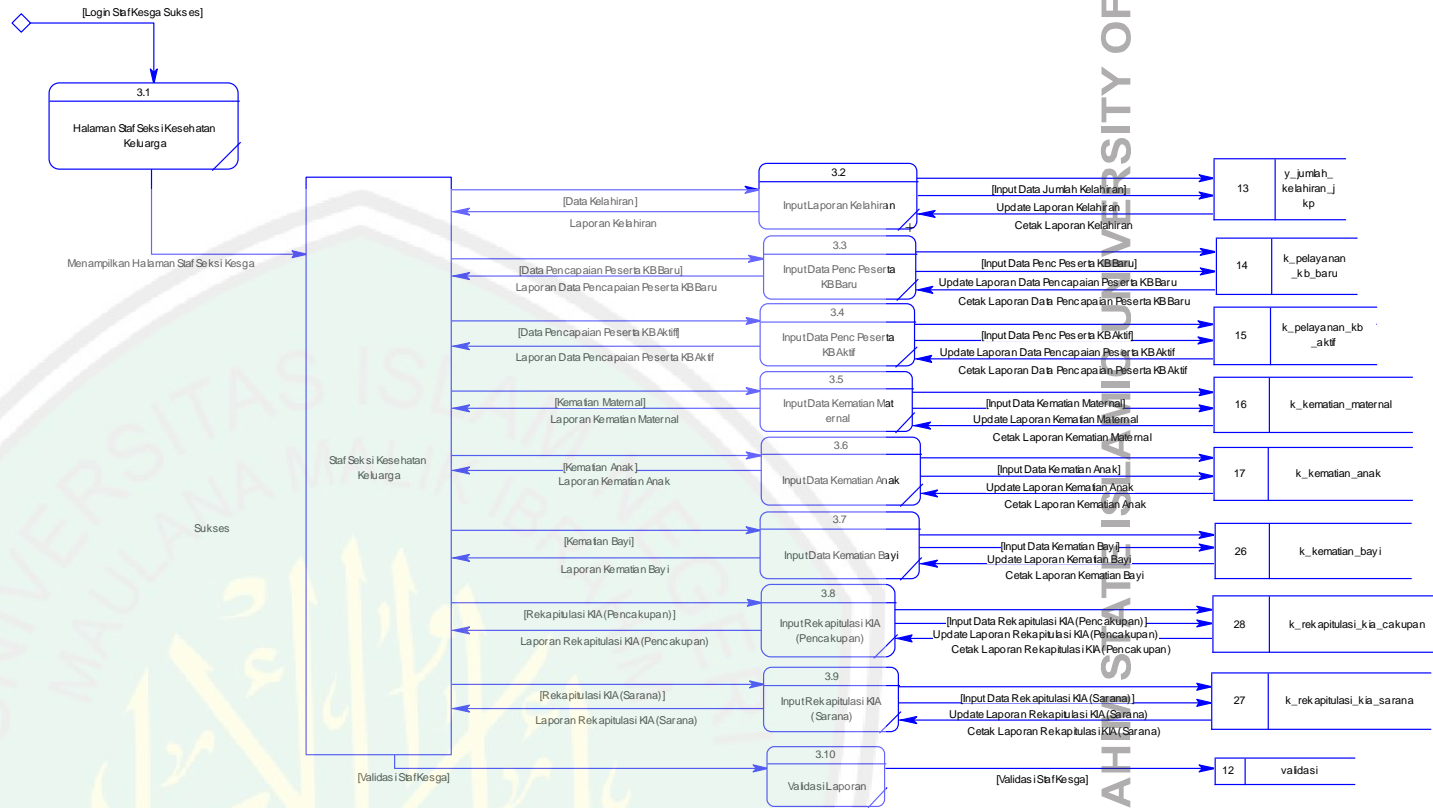 [Login Staf Kesga Sukses]
3.1
Halaman Staf Seksi Kesehatan
Keluarga
Menampilkan Halaman Staf Seksi Kesga
Staf Seksi Kesehatan
Keluarga
Sukses
[Data Kelahiran]
Laporan Kelahiran
3.2
Input Laporan Kelahiran
[Input Data Jumlah Kelahiran]
Update Laporan Kelahiran
Cetak Laporan Kelahiran
13
y_jumlah_
kelahiran_j
kp
[Data Pencapaian Peserta KB Baru]
Laporan Data Pencapaian Peserta KB Baru
3.3
Input Data Penc Peserta
KB Baru
[Input Data Penc Peserta KB Baru]
Update Laporan Data Pencapaian Peserta KB Baru
Cetak Laporan Data Pencapaian Peserta KB Baru
14
k_pelayanan
_kb_baru
[Data Pencapaian Peserta KB Aktiff]
Laporan Data Pencapaian Peserta KB Aktif
3.4
Input Data Penc Peserta
KB Aktif
[Input Data Penc Peserta KB Aktif]
Update Laporan Data Pencapaian Peserta KB Aktif
Cetak Laporan Data Pencapaian Peserta KB Aktif
15
k_pelayanan_kb
_aktif
[Kematian Maternal]
Laporan Kematian Maternal
3.5
Input Data Kematian Mat
ernal
[Input Data Kematian Maternal]
Update Laporan Kematian Maternal
Cetak Laporan Kematian Maternal
16
k_kematian_maternal
[Kematian Anak]
Laporan Kematian Anak
3.6
Input Data Kematian Anak
[Input Data Kematian Anak]
Update Laporan Kematian Anak
Cetak Laporan Kematian Anak
17
k_kematian_anak
[Kematian Bayi]
Laporan Kematian Bayi
3.7
Input Data Kematian Bayi
[Input Data Kematian Bayi]
Update Laporan Kematian Bayi
Cetak Laporan Kematian Bayi
26
k_kematian_bayi
[Rekapitulasi KIA (Pencakupan)]
Laporan Rekapitulasi KIA (Pencakupan)
3.8
Input Rekapitulasi KIA
(Pencakupan)
[Input Data Rekapitulasi KIA (Pencakupan)]
Update Laporan Rekapitulasi KIA (Pencakupan)
Cetak Laporan Rekapitulasi KIA (Pencakupan)
28
k_rekapitulasi_kia_cakupan
[Rekapitulasi KIA (Sarana)]
Laporan Rekapitulasi KIA (Sarana)
3.9
Input Rekapitulasi KIA
(Sarana)
[Input Data Rekapitulasi KIA (Sarana)]
Update Laporan Rekapitulasi KIA (Sarana)
Cetak Laporan Rekapitulasi KIA (Sarana)
27
k_rekapitulasi_kia_sarana
[Validasi Staf Kesga]
3.10
Validasi Laporan
[Validasi Staf Kesga]
12
validasi
AHIM STATE ISLAMIC UNIVERSITY OF
UNIVERSITAS ISLAM NEGERI
MAULANA MALIK IBRAHIM